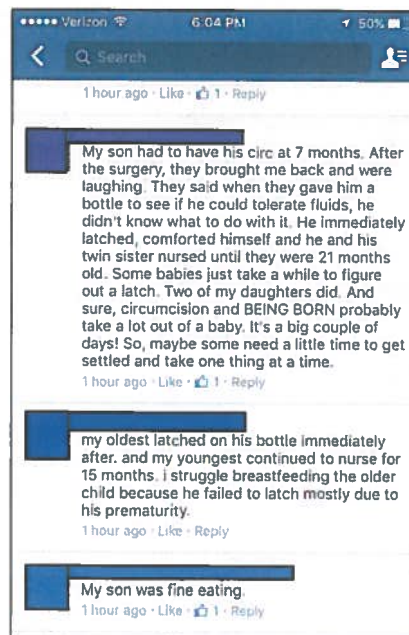 Verizon 6:04 PM 50%
Search
1 hour ago · Like · 1 · Reply
My son had to have his circ at 7 months. After
the surgery, they brought me back and were
laughing. They said when they gave him a
bottle to see if he could tolerate fluids, he
didn't know what to do with it. He immediately
latched, comforted himself and he and his
twin sister nursed until they were 21 months
old. Some babies just take a while to figure
out a latch. Two of my daughters did. And
sure, circumcision and BEING BORN probably
take a lot out of a baby. It's a big couple of
days! So, maybe some need a little time to get
settled and take one thing at a time.
1 hour ago · Like · 1 · Reply
my oldest latched on his bottle immediately
after. and my youngest continued to nurse for
15 months. i struggle breastfeeding the older
child because he failed to latch mostly due to
his prematurity.
1 hour ago · Like · Reply
My son was fine eating.
1 hour ago · Like · 1 · Reply